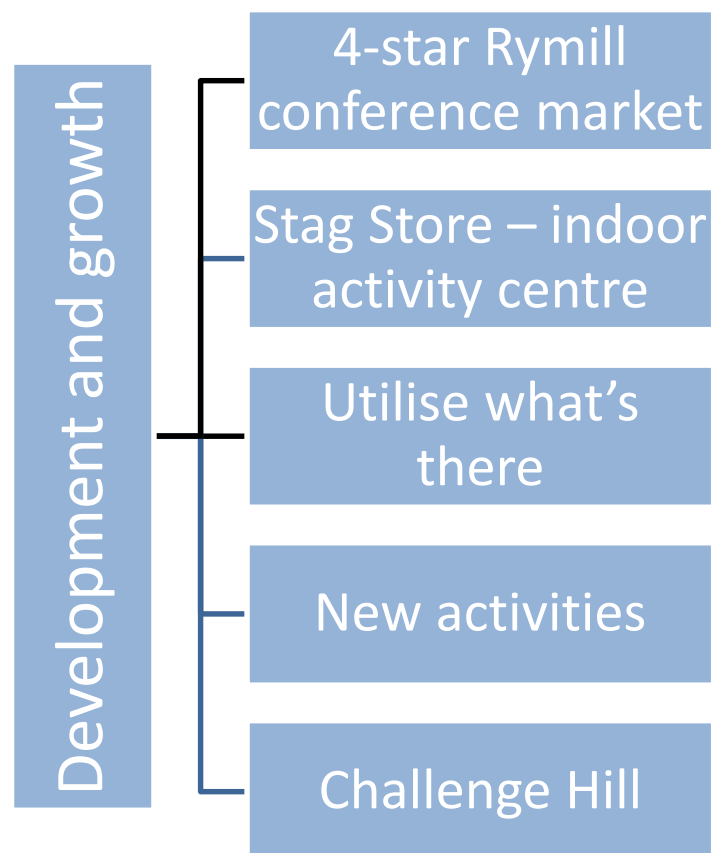 Development and growth
4-star Rymill
conference market
Stag Store – indoor
activity centre
Utilise what’s
there
New activities
Challenge Hill